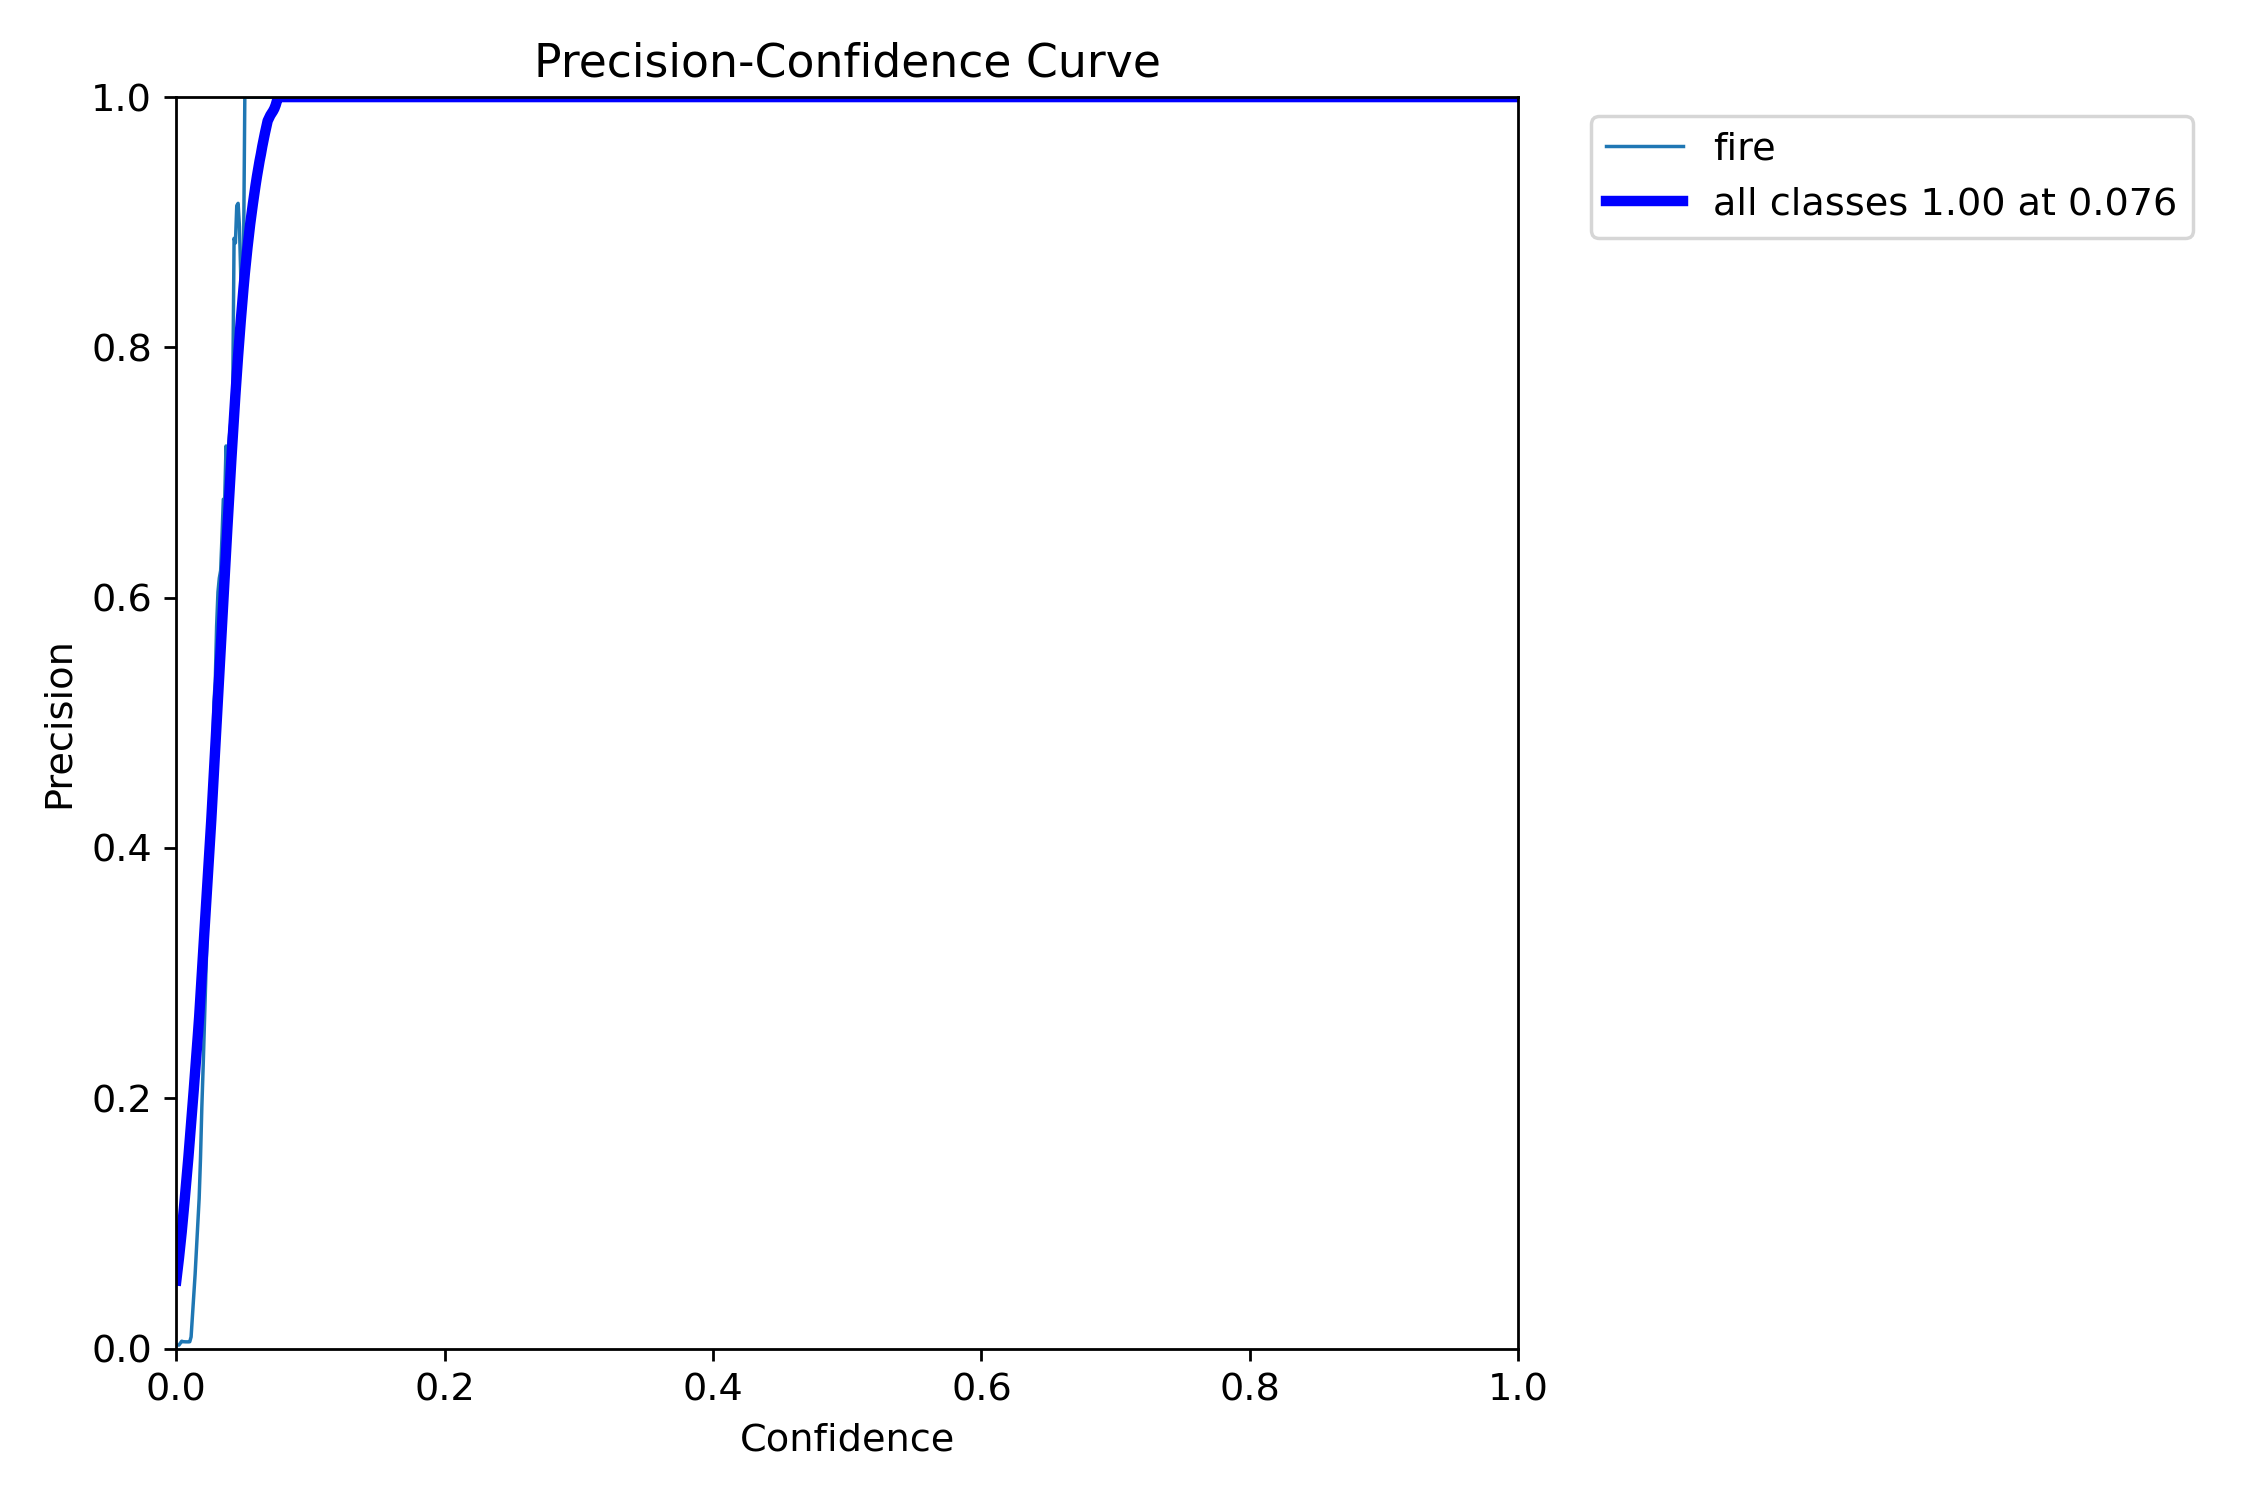 Precision-Confidence Curve
1.0
0.8
0.6
0.4
0.2
0.0
Precision
0.0 0.2 0.4 0.6 0.8 1.0
Confidence
fire
all classes 1.00 at 0.076